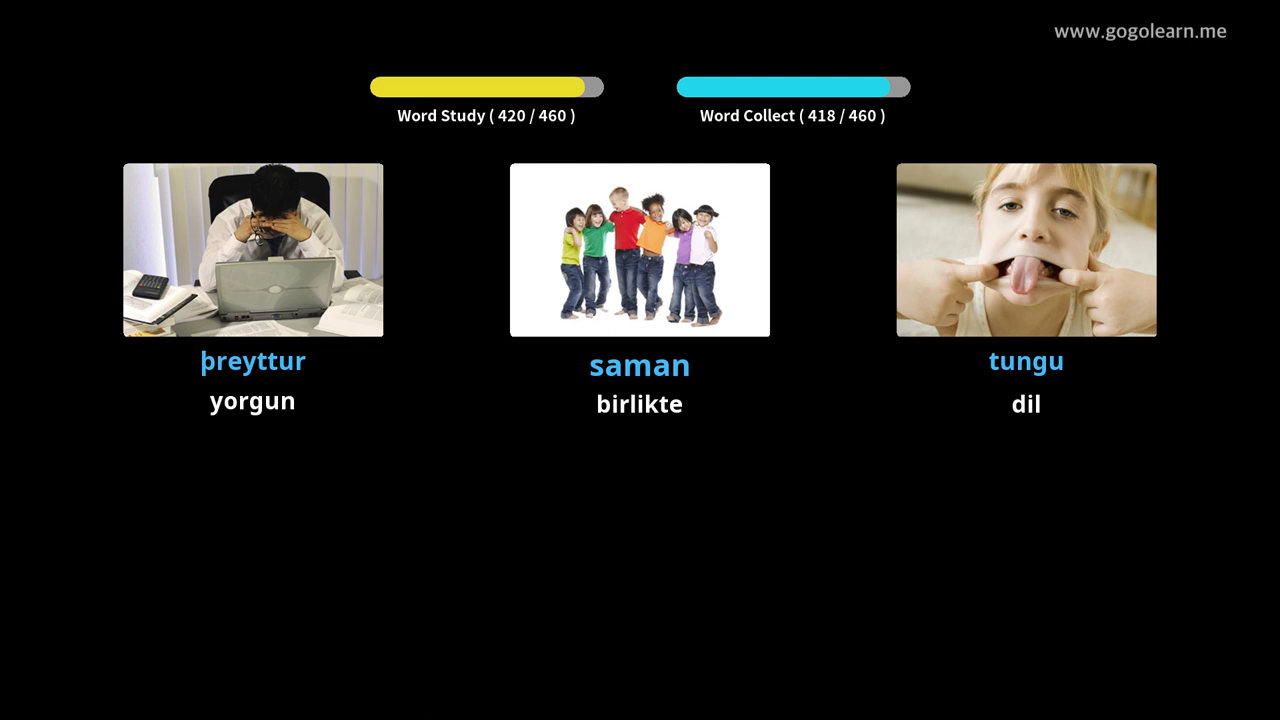 www.gogolearn.me
Word Study ( 420 / 460 )
Word Collect ( 418 / 460 )
þreyttur
yorgun
saman
birlikte
tungu
dil